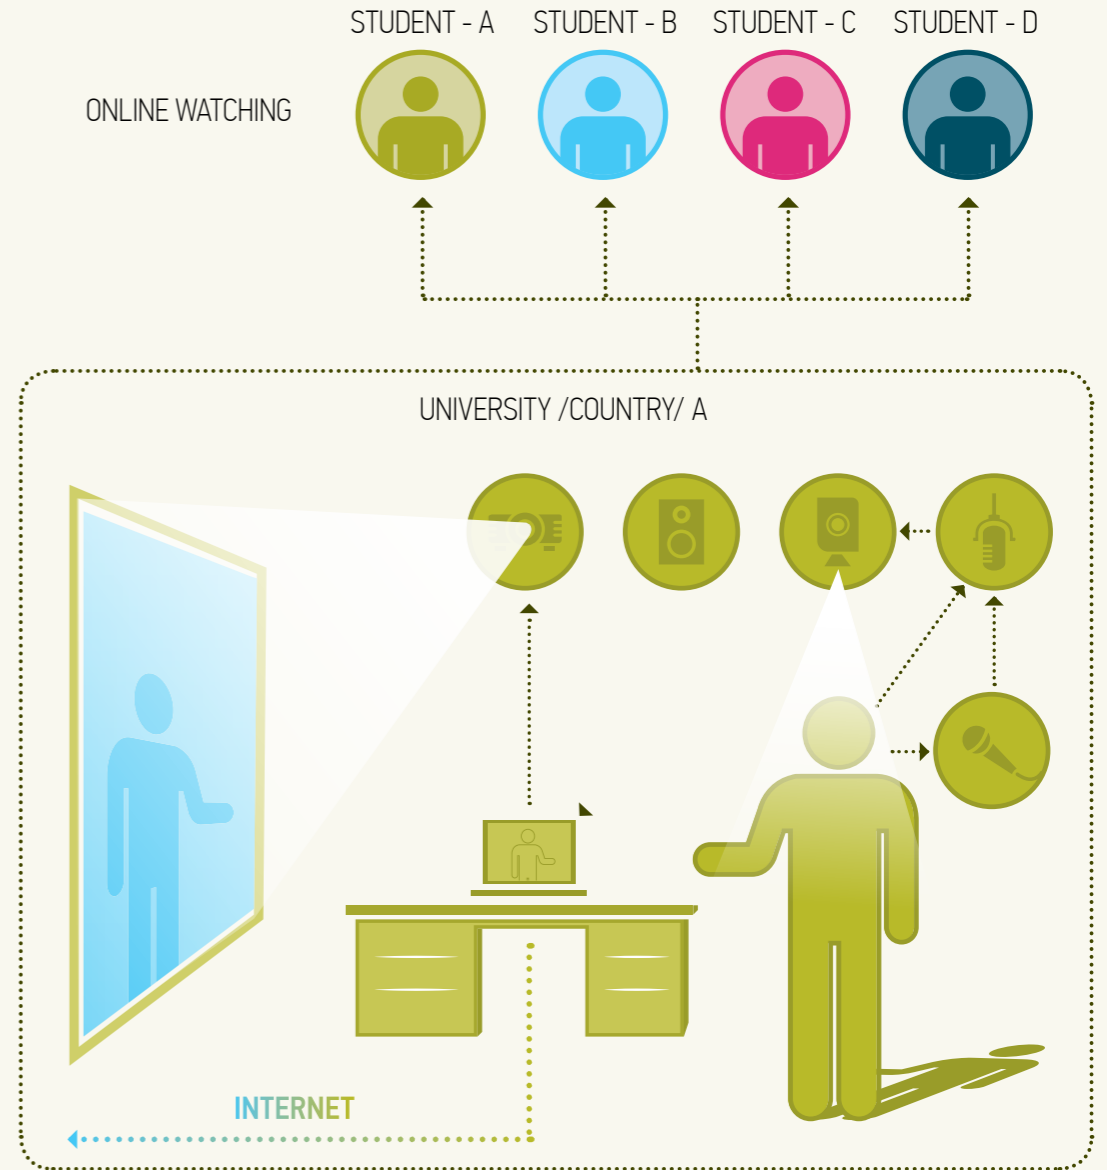 STUDENT - A STUDENT - B STUDENT - C STUDENT - D
ONLINE WATCHING
UNIVERSITY /COUNTRY/ A
INTERNET